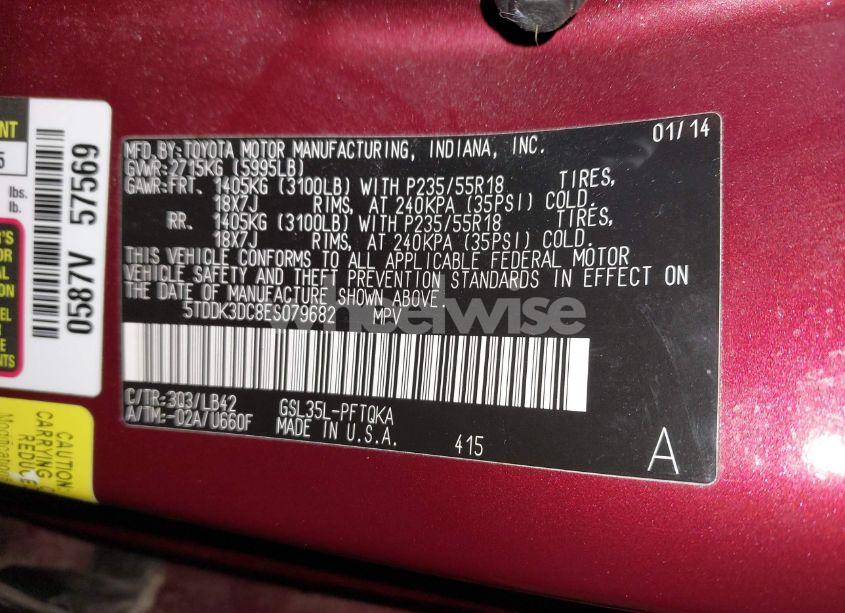 01/14
MFD.BY:TOYOTA MOTOR MANUFACTURING, INDIANA, INC.
GVWR:2715KG (5995LB)
GAWR:FRT. 1405KG (3100LB) WITH P235/55R18 TIRES,
18X7J RIMS, AT 240KPA (35PSI) COLD.
RR. 1405KG (3100LB) WITH P235/55R18 TIRES,
18X7J RIMS, AT 240KPA (35PSI) COLD.
THIS VEHICLE CONFORMS TO ALL APPLICABLE FEDERAL MOTOR
VEHICLE SAFETY AND THEFT PREVENTION STANDARDS IN EFFECT ON
THE DATE OF MANUFACTURE SHOWN ABOVE.
5TDDK3DC8ES079682 MPV
wheelwise
C/TR:3Q3/LB42 GSL35L-PFTQKA
A/TM:-02A/U660F MADE IN U.S.A. 415
A
0587V 57569
lbs.
lb.
CAUTION:
CARRYING
REDUCE